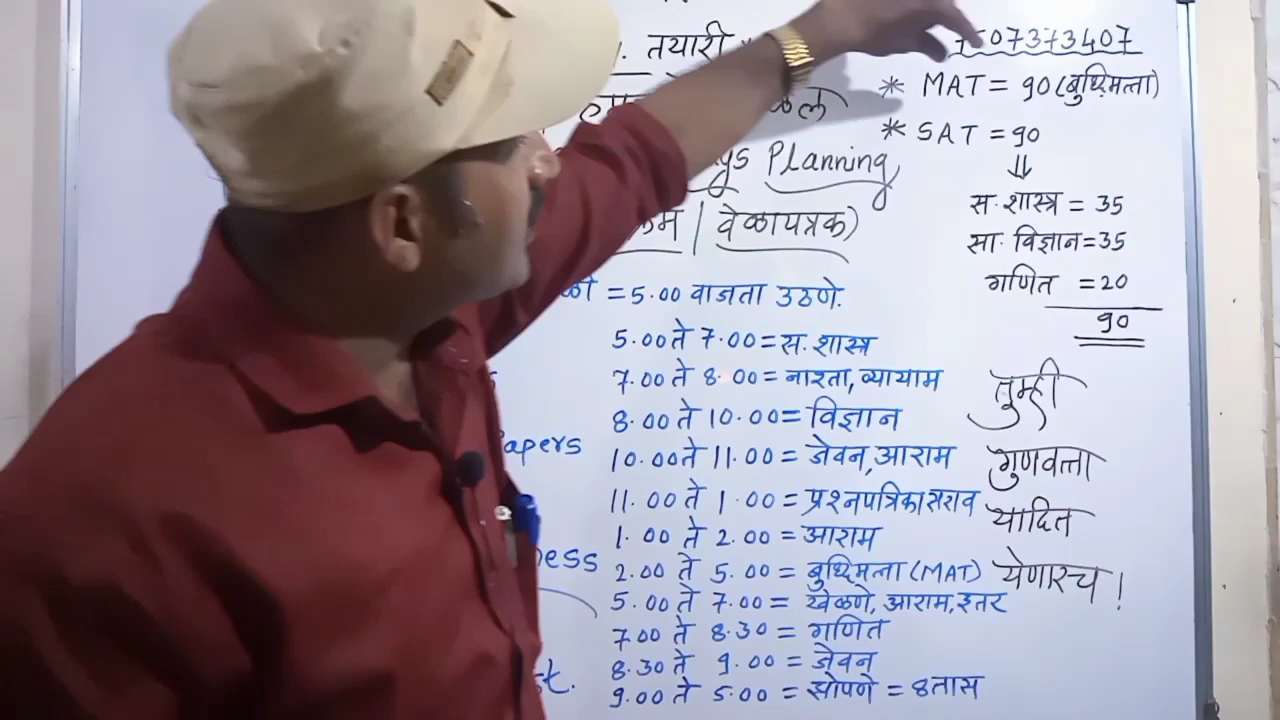 तयारी
Planning
वेळापत्रक)
= 5.00 वाजता उठणे.
5.00 ते 7.00 = स. शास्त्र
7.00 ते 8.00 = नाश्ता, व्यायाम
8.00 ते 10.00 = विज्ञान
10.00 ते 11.00 = जेवन, आराम
11.00 ते 1.00 = प्रश्नपत्रिका सराव
1.00 ते 2.00 = आराम
2.00 ते 5.00 = बुध्दिमत्ता (MAT)
5.00 ते 7.00 = खेळणे, आराम, इतर
7.00 ते 8.30 = गणित
8.30 ते 9.00 = जेवन
9.00 ते 5.00 = झोपणे = 8 तास
apers
ess
07373407
* MAT = 90 (बुध्दिमत्ता)
* SAT = 90
⇓
स. शास्त्र = 35
सा. विज्ञान = 35
गणित = 20
90
तुम्ही
गुणवत्ता
यादित
येणारच !